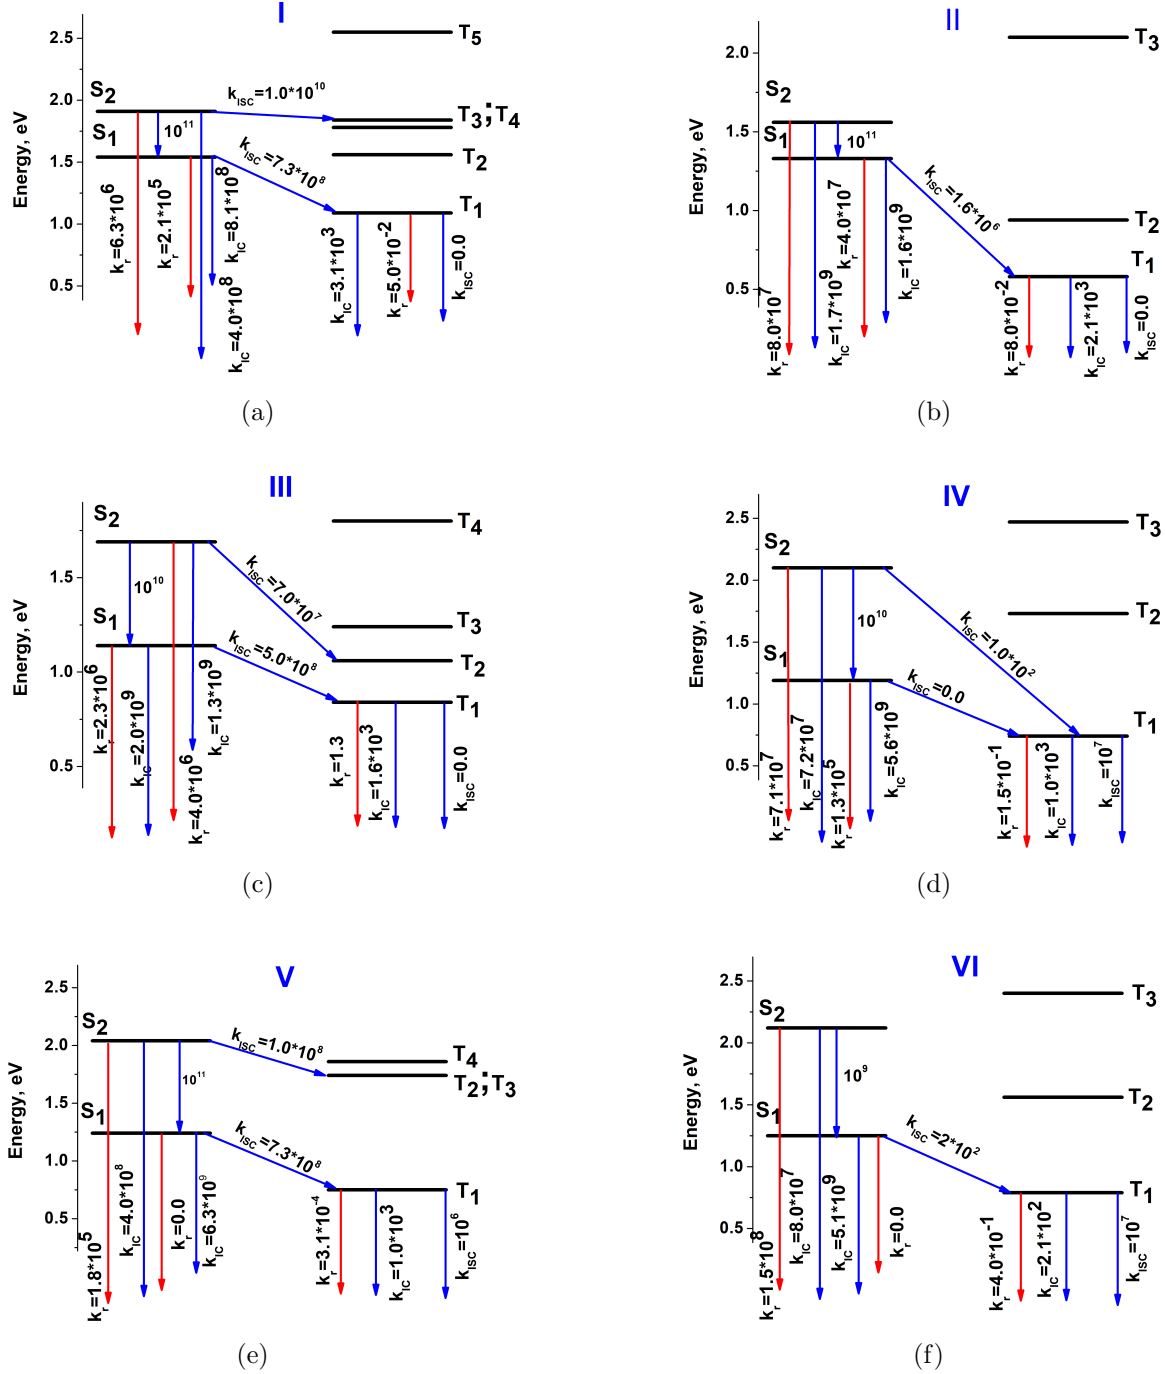 I
Energy, eV
2.5
2.0
1.5
1.0
0.5
S2
S1
T5
T3;T4
T2
T1
kISC=1.0*10^10
10^11
kISC=7.3*10^8
kr=6.3*10^6
kr=2.1*10^5
kIC=8.1*10^8
kIC=4.0*10^8
kIC=3.1*10^3
kr=5.0*10^-2
kISC=0.0
(a)
II
Energy, eV
2.0
1.5
1.0
0.5
S2
S1
T3
T2
T1
10^11
kISC=1.6*10^6
kr=8.0*10^7
kIC=1.7*10^9
kr=4.0*10^7
kIC=1.6*10^9
kr=8.0*10^-2
kIC=2.1*10^3
kISC=0.0
(b)
III
Energy, eV
1.5
1.0
0.5
S2
S1
T4
T3
T2
T1
10^10
kISC=7.0*10^7
kISC=5.0*10^8
kr=2.3*10^6
kIC=2.0*10^9
kr=4.0*10^6
kIC=1.3*10^9
kr=1.3
kIC=1.6*10^3
kISC=0.0
(c)
IV
Energy, eV
2.5
2.0
1.5
1.0
0.5
S2
S1
T3
T2
T1
10^10
kISC=1.0*10^2
kISC=0.0
kr=7.1*10^7
kIC=7.2*10^7
kr=1.3*10^5
kIC=5.6*10^9
kr=1.5*10^-1
kIC=1.0*10^3
kISC=10^7
(d)
V
Energy, eV
2.5
2.0
1.5
1.0
0.5
S2
S1
T4
T2;T3
T1
kISC=1.0*10^8
10^11
kISC=7.3*10^8
kr=1.8*10^5
kIC=4.0*10^8
kr=0.0
kIC=6.3*10^9
kr=3.1*10^-4
kIC=1.0*10^3
kISC=10^6
(e)
VI
Energy, eV
2.5
2.0
1.5
1.0
0.5
S2
S1
T3
T2
T1
10^9
kISC=2*10^2
kr=1.5*10^8
kIC=8.0*10^7
kIC=5.1*10^9
kr=0.0
kr=4.0*10^-1
kIC=2.1*10^2
kISC=10^7
(f)